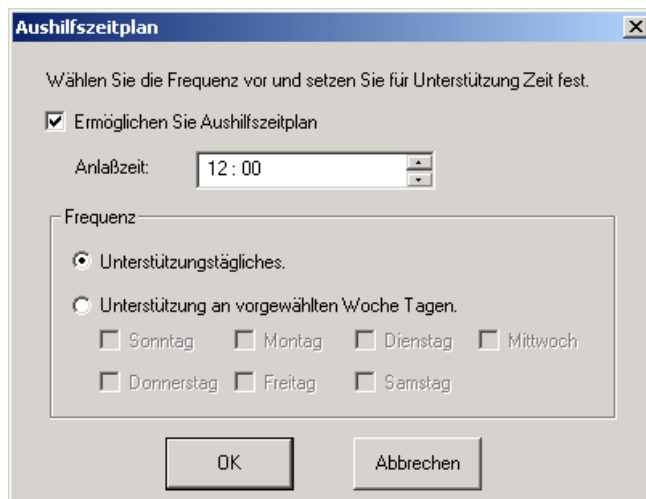 Aushilfszeitplan
Wählen Sie die Frequenz vor und setzen Sie für Unterstützung Zeit fest.
Ermöglichen Sie Aushilfszeitplan
Anlaßzeit: 12 : 00
Frequenz
Unterstützungstägliches.
Unterstützung an vorgewählten Woche Tagen.
Sonntag Montag Dienstag Mittwoch
Donnerstag Freitag Samstag
OK Abbrechen